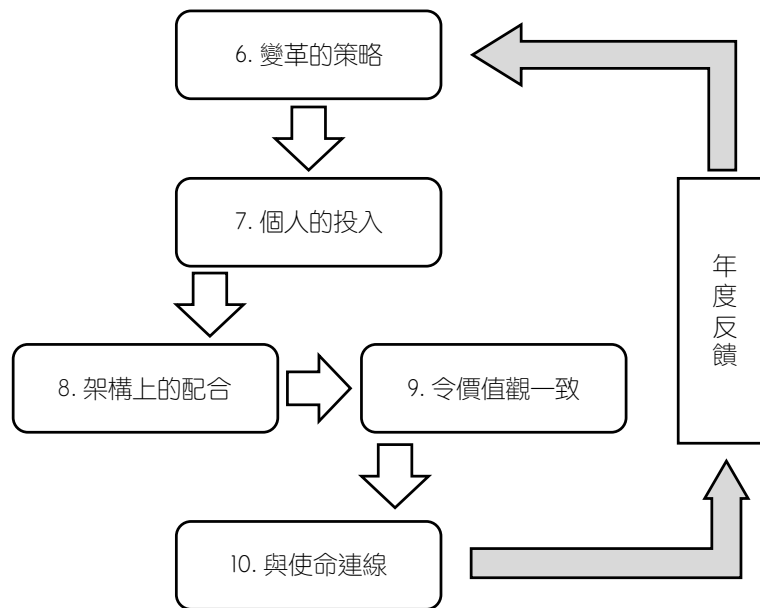 6. 變革的策略
7. 個人的投入
8. 架構上的配合
9. 令價值觀一致
10. 與使命連線
年度反饋